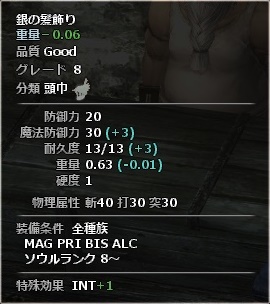 銀の髪飾り
重量-0.06
品質 Good
グレード 8
分類 頭巾
防御力 20
魔法防御力 30 (+3)
耐久度 13/13 (+3)
重量 0.63 (-0.01)
硬度 1
物理属性 斬40 打30 突30
装備条件 全種族
MAG PRI BIS ALC
ソウルランク 8～
特殊効果 INT+1